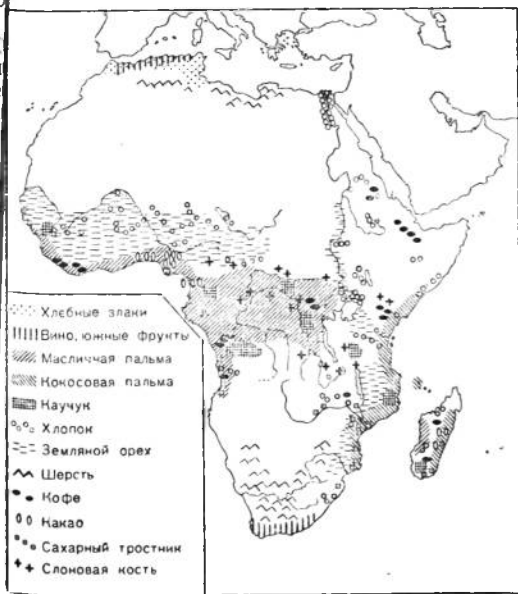 Хлебные злаки
Вино, южные фрукты
Масличная пальма
Кокосовая пальма
Каучук
Хлопок
Земляной орех
Шерсть
Кофе
Какао
Сахарный тростник
Слоновая кость